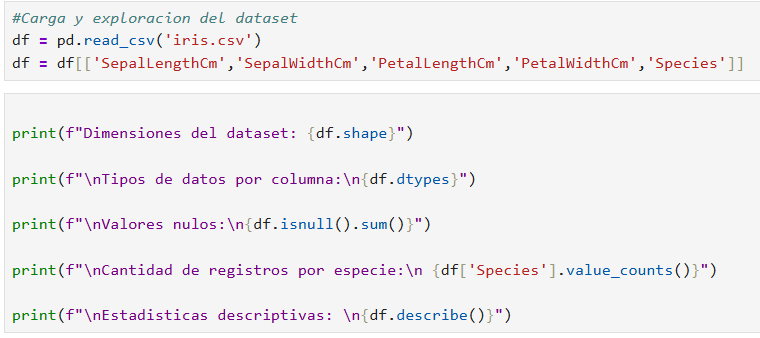 #Carga y exploracion del dataset
df = pd.read_csv('iris.csv')
df = df[['SepalLengthCm','SepalWidthCm','PetalLengthCm','PetalWidthCm','Species']]
print(f"Dimensiones del dataset: {df.shape}")
print(f"\nTipos de datos por columna:\n{df.dtypes}")
print(f"\nValores nulos:\n{df.isnull().sum()}")
print(f"\nCantidad de registros por especie:\n {df['Species'].value_counts()}")
print(f"\nEstadisticas descriptivas: \n{df.describe()}")